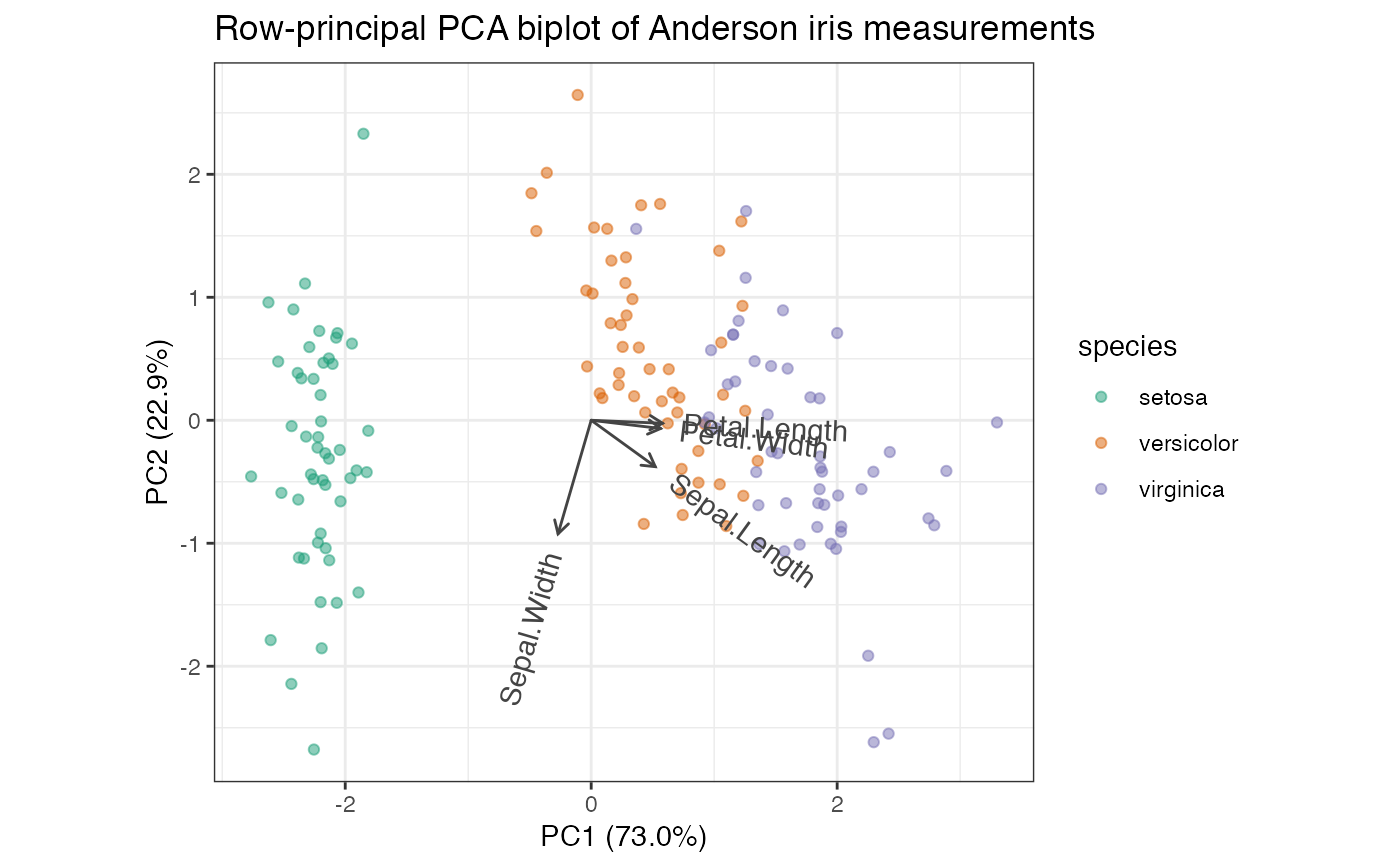 Row-principal PCA biplot of Anderson iris measurements
PC2 (22.9%)
2
1
0
-1
-2
Petal.Length
Petal.Width
Sepal.Length
Sepal.Width
-2
0
2
PC1 (73.0%)
species
setosa
versicolor
virginica